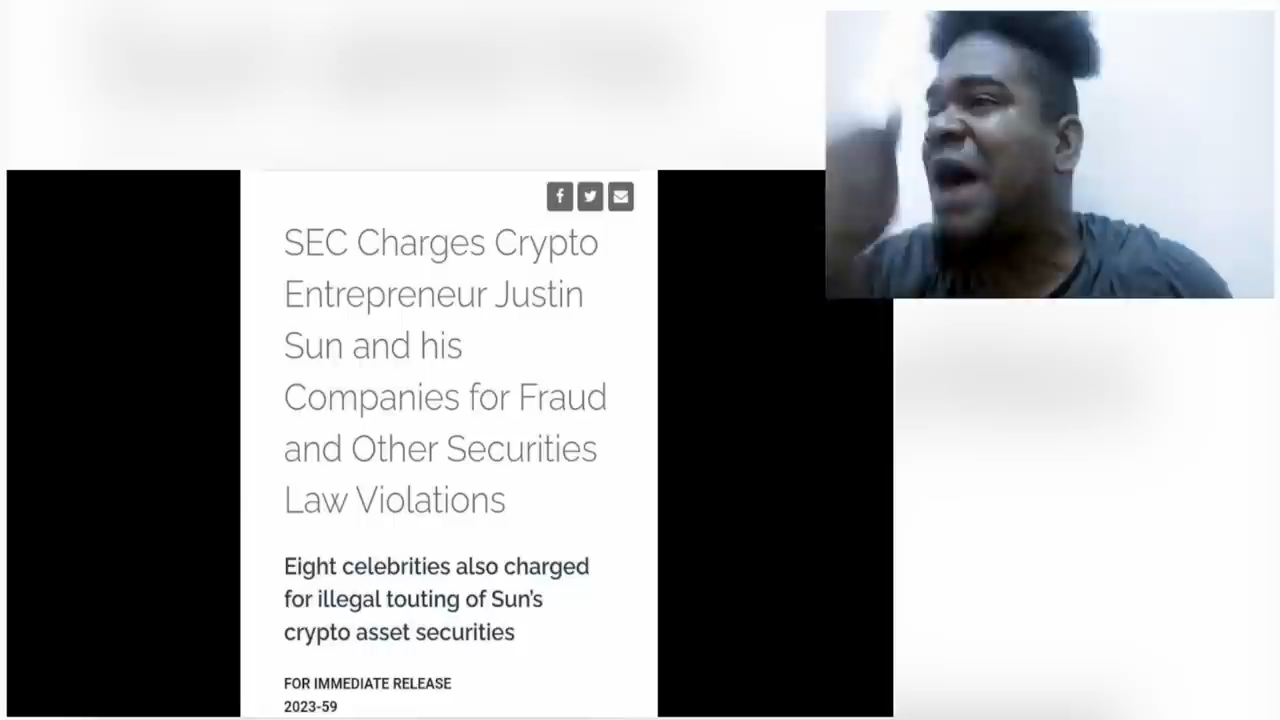 SEC Charges Crypto
Entrepreneur Justin
Sun and his
Companies for Fraud
and Other Securities
Law Violations
Eight celebrities also charged
for illegal touting of Sun's
crypto asset securities
FOR IMMEDIATE RELEASE
2023-59